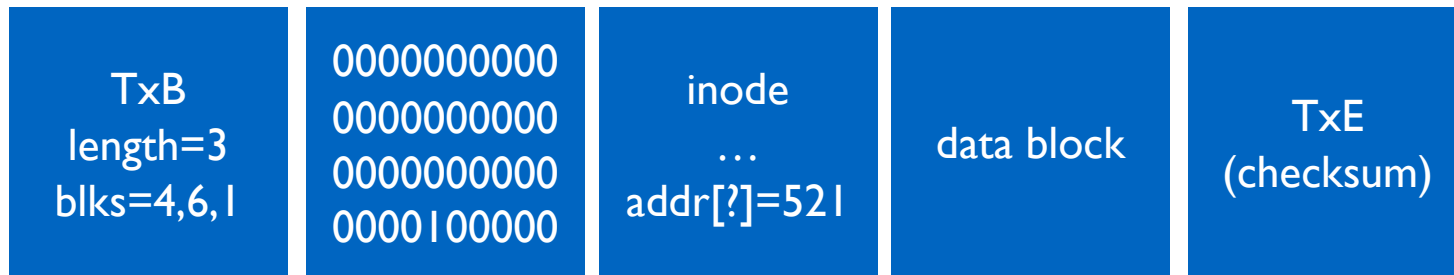 TxB
length=3
blks=4,6,1
0000000000
0000000000
0000000000
0000100000
inode
…
addr[?]=521
data block
TxE
(checksum)